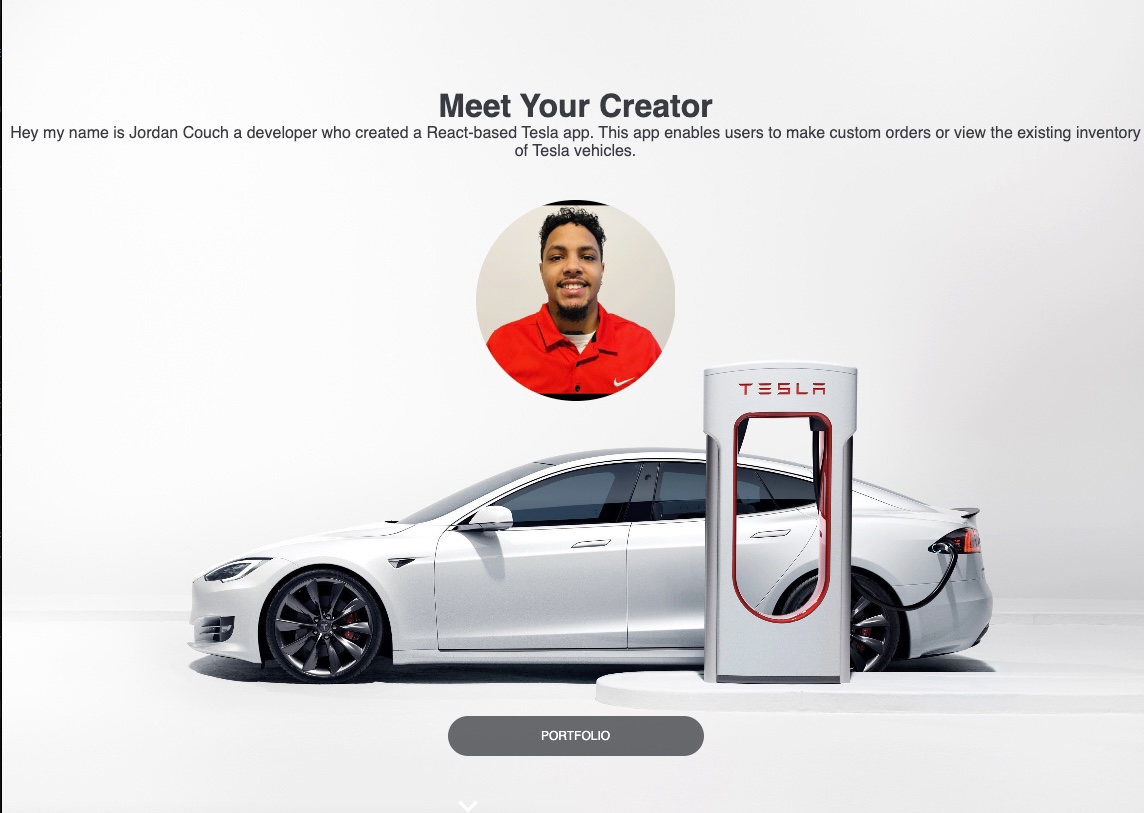 Meet Your Creator
Hey my name is Jordan Couch a developer who created a React-based Tesla app. This app enables users to make custom orders or view the existing inventory
of Tesla vehicles.
TESLA
PORTFOLIO